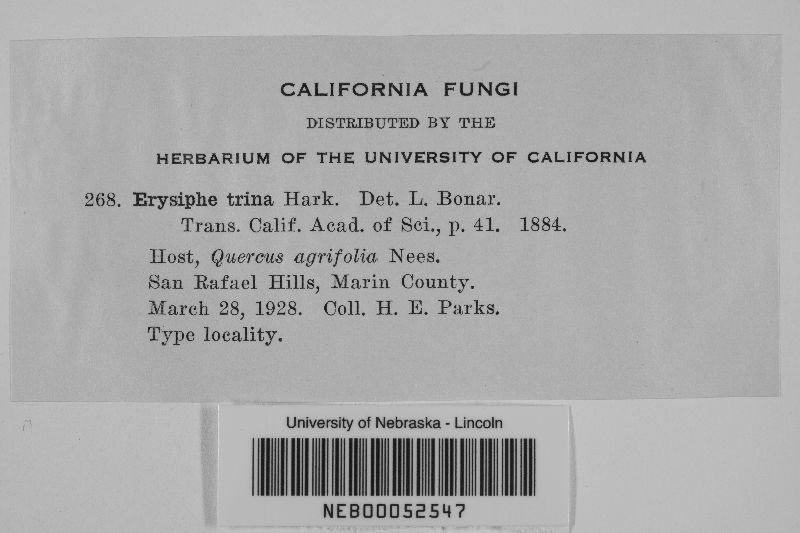 CALIFORNIA FUNGI
DISTRIBUTED BY THE
HERBARIUM OF THE UNIVERSITY OF CALIFORNIA
268. Erysiphe trina Hark. Det. L. Bonar.
Trans. Calif. Acad. of Sci., p. 41. 1884.
Host, Quercus agrifolia Nees.
San Rafael Hills, Marin County.
March 28, 1928. Coll. H. E. Parks.
Type locality.
University of Nebraska - Lincoln
NEB00052547